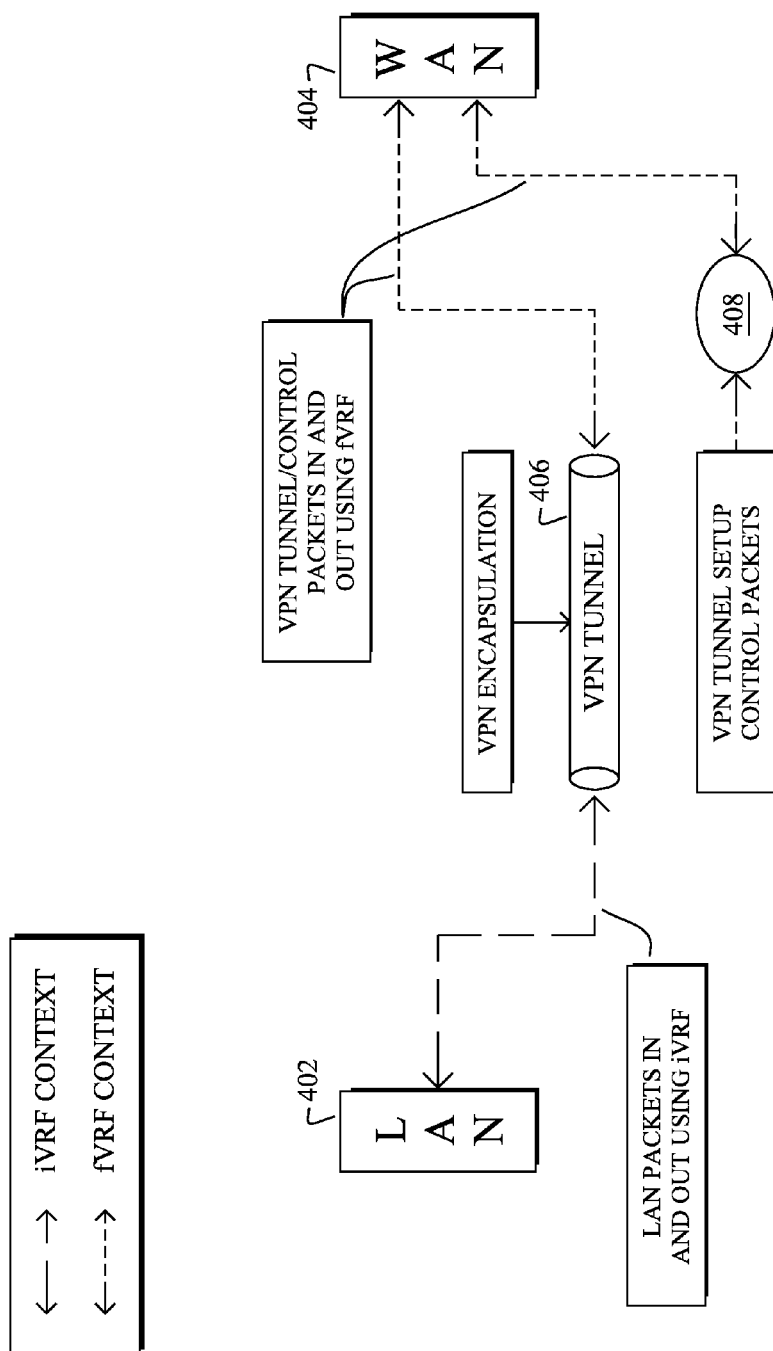 iVRF CONTEXT
fVRF CONTEXT
402
L
A
N
LAN PACKETS IN
AND OUT USING iVRF
VPN ENCAPSULATION
406
VPN TUNNEL
VPN TUNNEL SETUP
CONTROL PACKETS
VPN TUNNEL/CONTROL
PACKETS IN AND
OUT USING fVRF
408
404
W
A
N